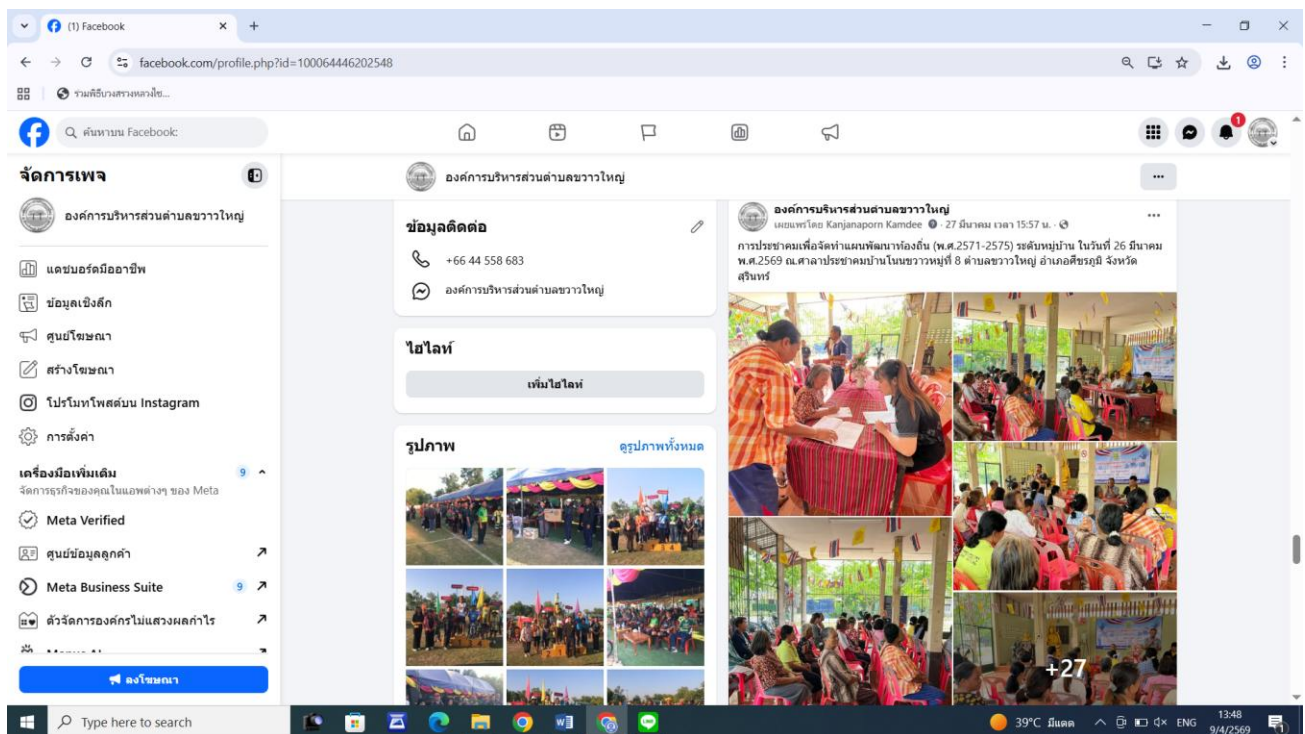 (1) Facebook
facebook.com/profile.php?id=100064446202548
ร่วมพิธีบวงสรวงหลวงไซ...
ค้นหาบน Facebook:
1
จัดการเพจ
องค์การบริหารส่วนตำบลขวาวใหญ่
แดชบอร์ดมืออาชีพ
ข้อมูลเชิงลึก
ศูนย์โฆษณา
สร้างโฆษณา
โปรโมทโพสต์บน Instagram
การตั้งค่า
เครื่องมือเพิ่มเติม 9
จัดการธุรกิจของคุณในแอพต่างๆ ของ Meta
Meta Verified
ศูนย์ข้อมูลลูกค้า
Meta Business Suite 9
ตัวจัดการองค์กรไม่แสวงผลกำไร
ลงโฆษณา
องค์การบริหารส่วนตำบลขวาวใหญ่
ข้อมูลติดต่อ
+66 44 558 683
องค์การบริหารส่วนตำบลขวาวใหญ่
ไฮไลท์
เพิ่มไฮไลท์
รูปภาพ ดูรูปภาพทั้งหมด
องค์การบริหารส่วนตำบลขวาวใหญ่
เผยแพร่โดย Kanjanaporn Kamdee · 27 มีนาคม เวลา 15:57 น. ·
การประชาคมเพื่อจัดทำแผนพัฒนาท้องถิ่น (พ.ศ.2571-2575) ระดับหมู่บ้าน ในวันที่ 26 มีนาคม
พ.ศ.2569 ณ.ศาลาประชาคมบ้านโนนขวาวหมู่ที่ 8 ตำบลขวาวใหญ่ อำเภอศีขรภูมิ จังหวัด
สุรินทร์
+27
Type here to search
39°C มีแดด
ENG
13:48
9/4/2569